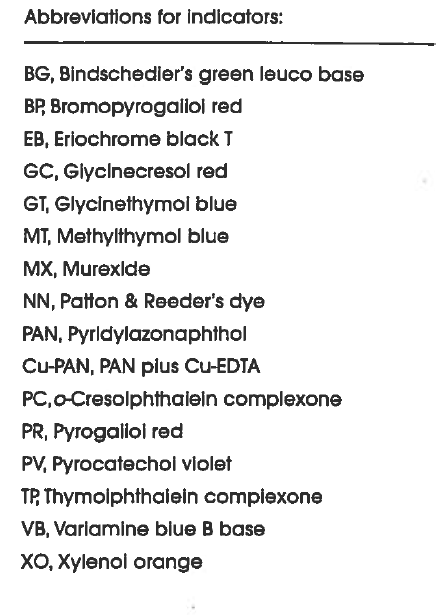 Abbreviations for indicators:
BG, Bindschedler's green leuco base
BP, Bromopyrogallol red
EB, Eriochrome black T
GC, Glycinecresol red
GT, Glycinethymol blue
MT, Methylthymol blue
MX, Murexide
NN, Patton & Reeder's dye
PAN, Pyridylazonaphthol
Cu-PAN, PAN plus Cu-EDTA
PC, o-Cresolphthalein complexone
PR, Pyrogallol red
PV, Pyrocatechol violet
TP, Thymolphthalein complexone
VB, Variamine blue B base
XO, Xylenol orange